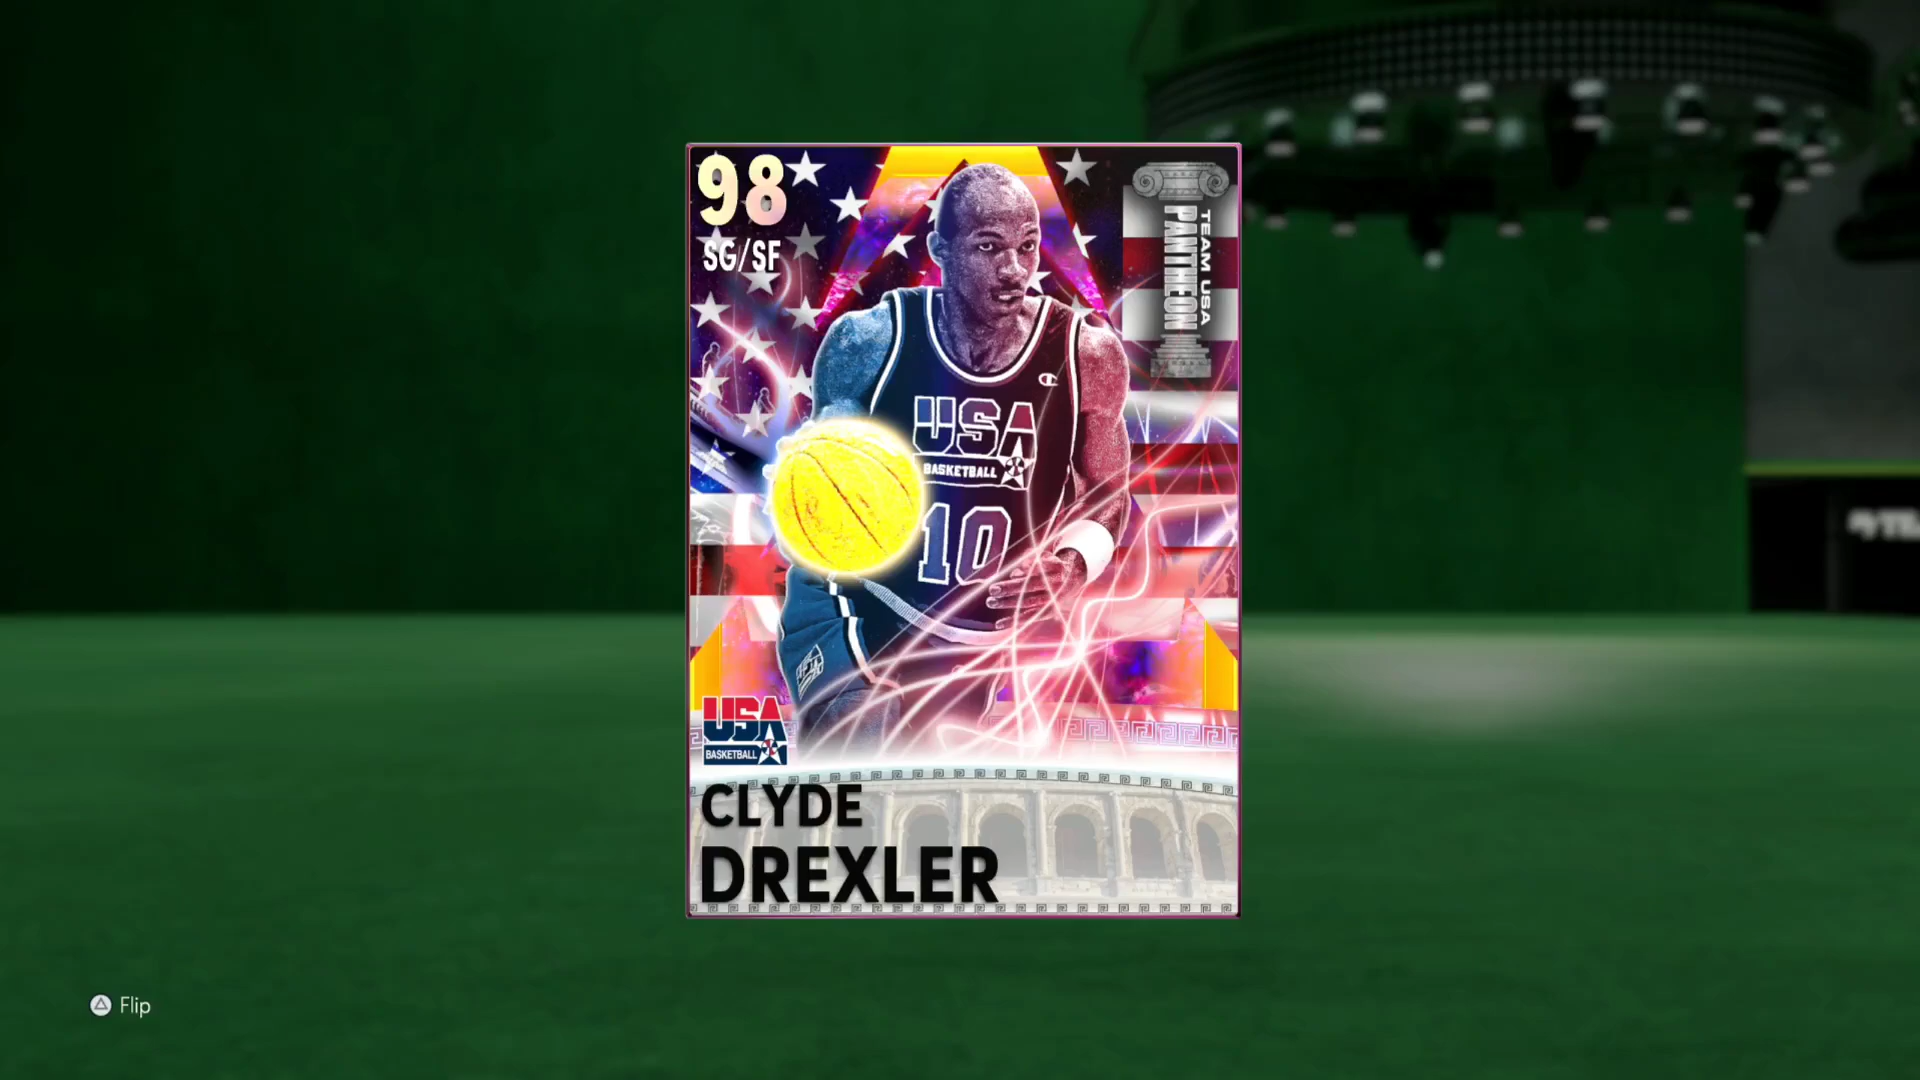 98
SG/SF
TEAM USA
PANTHEON
USA
BASKETBALL
10
USA
BASKETBALL
CLYDE
DREXLER
Flip